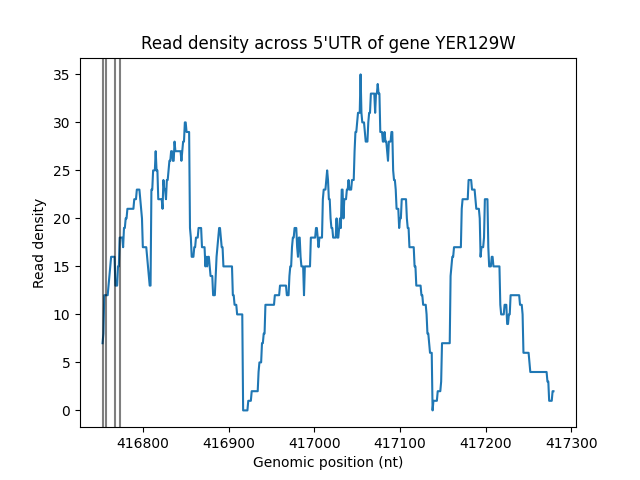 Read density across 5'UTR of gene YER129W
Read density
35
30
25
20
15
10
5
0
416800 416900 417000 417100 417200 417300
Genomic position (nt)